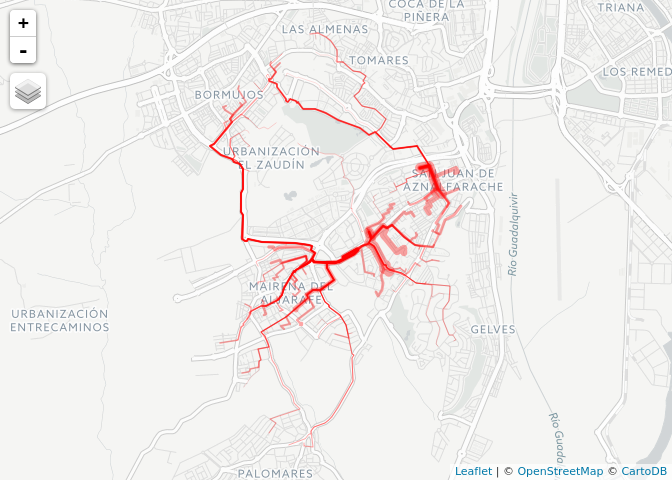 +
-
COCA DE LA
PIÑERA
TRIANA
LAS ALMENAS
TOMARES
LOS REMED
BORMUJOS
URBANIZACIÓN
EL ZAUDÍN
SAN JUAN DE
AZNALFARACHE
Río Guadalquivir
MAIRENA DEL
ALJARAFE
URBANIZACIÓN
ENTRECAMINOS
GELVES
Río Guada
PALOMARES
Leaflet | © OpenStreetMap © CartoDB